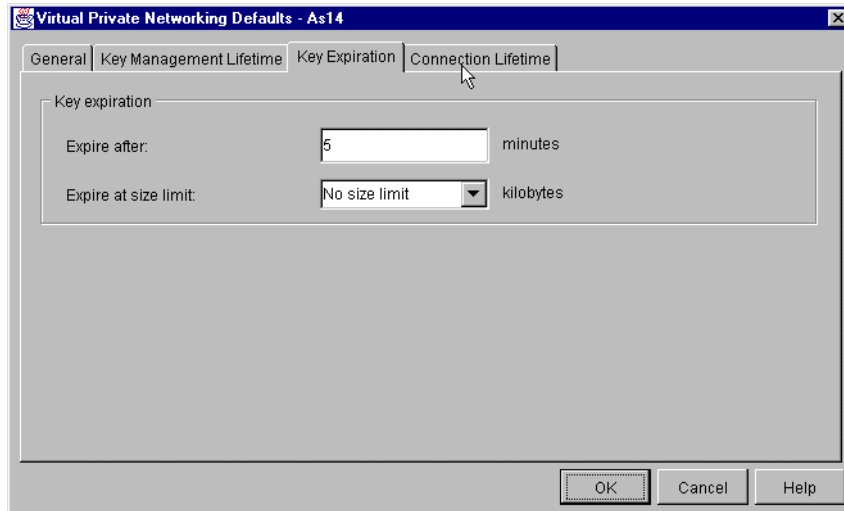 Virtual Private Networking Defaults - As14
General Key Management Lifetime Key Expiration Connection Lifetime
Key expiration
Expire after: 5 minutes
Expire at size limit: No size limit kilobytes
OK Cancel Help